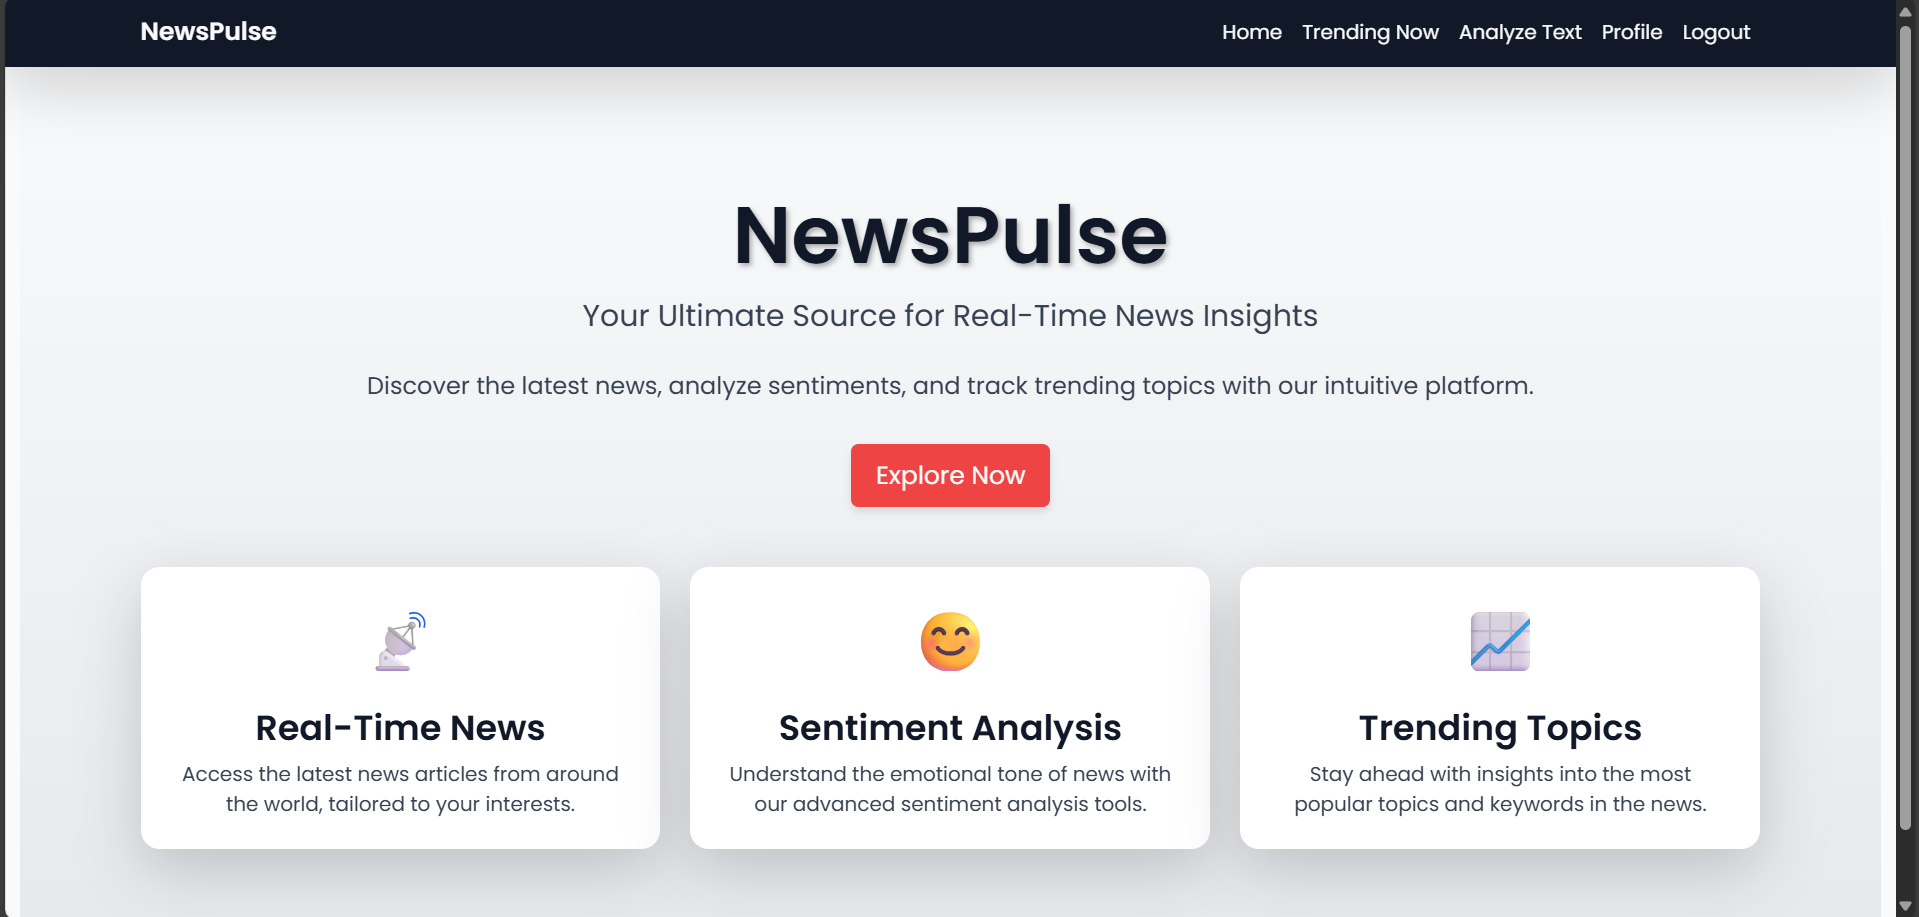 NewsPulse
Home Trending Now Analyze Text Profile Logout
NewsPulse
Your Ultimate Source for Real-Time News Insights
Discover the latest news, analyze sentiments, and track trending topics with our intuitive platform.
Explore Now
Real-Time News
Access the latest news articles from around
the world, tailored to your interests.
Sentiment Analysis
Understand the emotional tone of news with
our advanced sentiment analysis tools.
Trending Topics
Stay ahead with insights into the most
popular topics and keywords in the news.